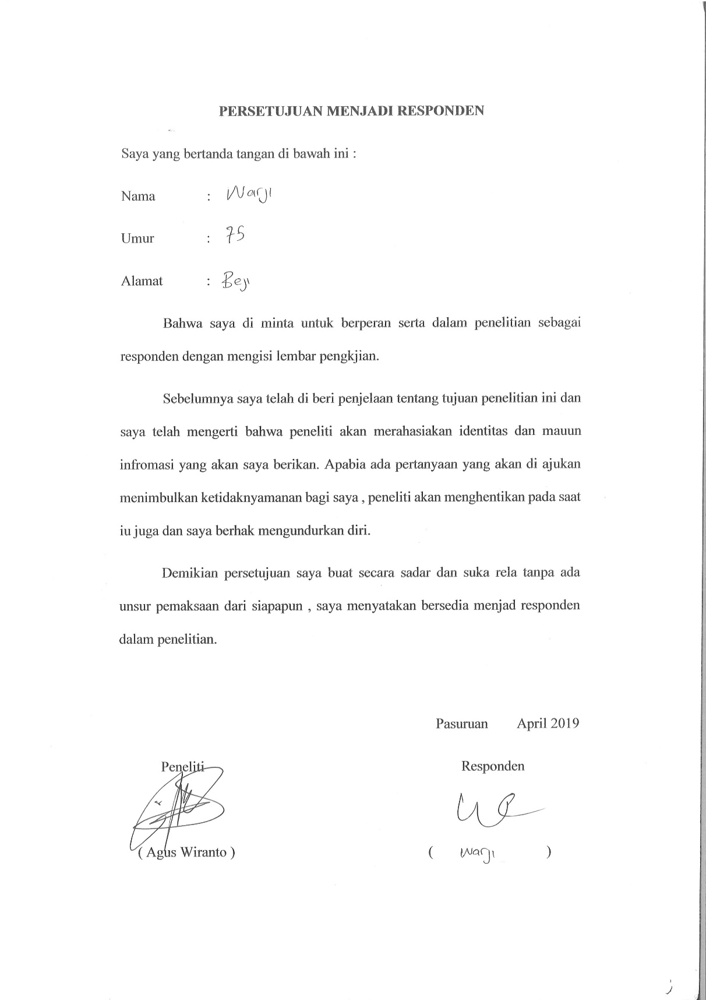 PERSETUJUAN MENJADI RESPONDEN
Saya yang bertanda tangan di bawah ini :
Nama : Warji
Umur : 75
Alamat : Beji
Bahwa saya di minta untuk berperan serta dalam penelitian sebagai
responden dengan mengisi lembar pengkjian.
Sebelumnya saya telah di beri penjelaan tentang tujuan penelitian ini dan
saya telah mengerti bahwa peneliti akan merahasiakan identitas dan mauun
infromasi yang akan saya berikan. Apabia ada pertanyaan yang akan di ajukan
menimbulkan ketidaknyamanan bagi saya , peneliti akan menghentikan pada saat
iu juga dan saya berhak mengundurkan diri.
Demikian persetujuan saya buat secara sadar dan suka rela tanpa ada
unsur pemaksaan dari siapapun , saya menyatakan bersedia menjad responden
dalam penelitian.
Pasuruan April 2019
Peneliti Responden
( Agus Wiranto ) ( Warji )